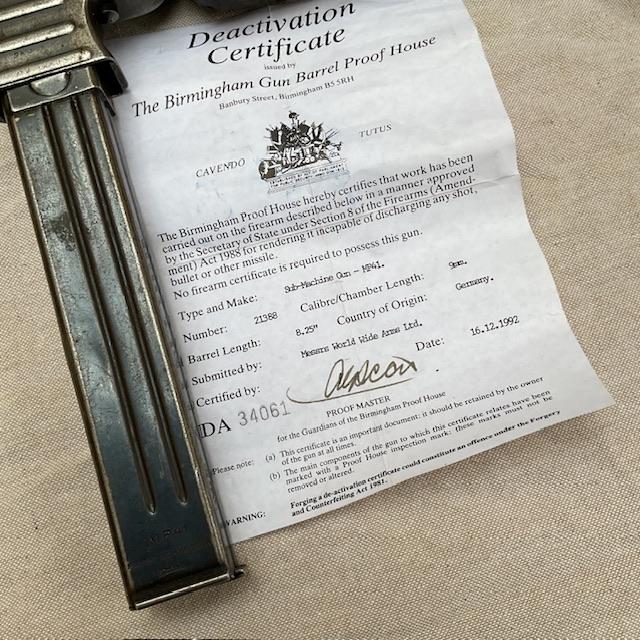 Deactivation
Certificate
issued by
The Birmingham Gun Barrel Proof House
Banbury Street, Birmingham B5 5RH
CAVENDO TUTUS
The Birmingham Proof House hereby certifies that work has been
carried out on the firearm described below in a manner approved
by the Secretary of State under Section 8 of the Firearms (Amend-
ment) Act 1988 for rendering it incapable of discharging any shot,
bullet or other missile.
No firearm certificate is required to possess this gun.
Type and Make: Sub-Machine Gun - MP41.
Number: 21388 Calibre/Chamber Length: 9mm.
Barrel Length: 8.25" Country of Origin: Germany.
Submitted by: Messrs World Wide Arms Ltd.
Certified by: Date: 16.12.1992
DA 34061 PROOF MASTER
for the Guardians of the Birmingham Proof House
Please note: (a) This certificate is an important document; it should be retained by the owner
of the gun at all times.
(b) The main components of the gun to which this certificate relates have been
marked with a Proof House inspection mark; these marks must not be
removed or altered.
WARNING: Forging a de-activation certificate could constitute an offence under the Forgery
and Counterfeiting Act 1981.